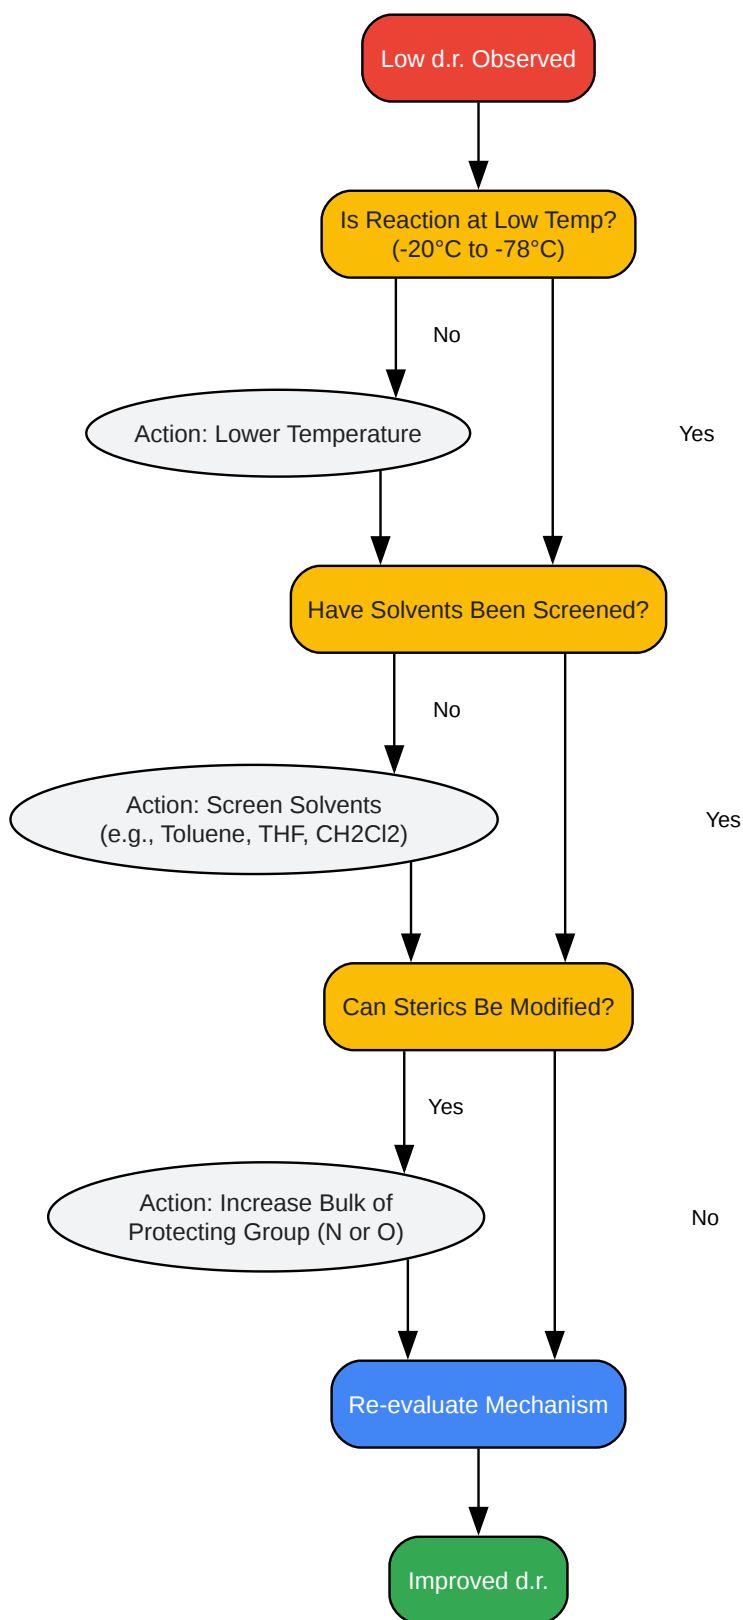 Low d.r. Observed
Is Reaction at Low Temp?
(-20°C to -78°C)
No
Action: Lower Temperature
Yes
Have Solvents Been Screened?
No
Action: Screen Solvents
(e.g., Toluene, THF, CH2Cl2)
Yes
Can Sterics Be Modified?
Yes
Action: Increase Bulk of
Protecting Group (N or O)
No
Re-evaluate Mechanism
Improved d.r.